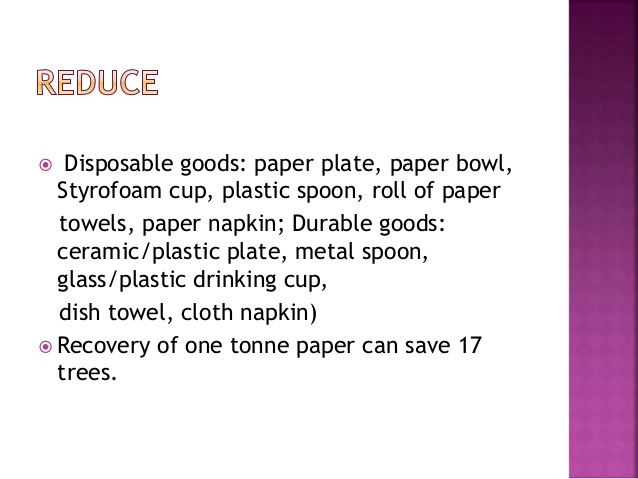 REDUCE
Disposable goods: paper plate, paper bowl,
Styrofoam cup, plastic spoon, roll of paper
towels, paper napkin; Durable goods:
ceramic/plastic plate, metal spoon,
glass/plastic drinking cup,
dish towel, cloth napkin)
Recovery of one tonne paper can save 17
trees.